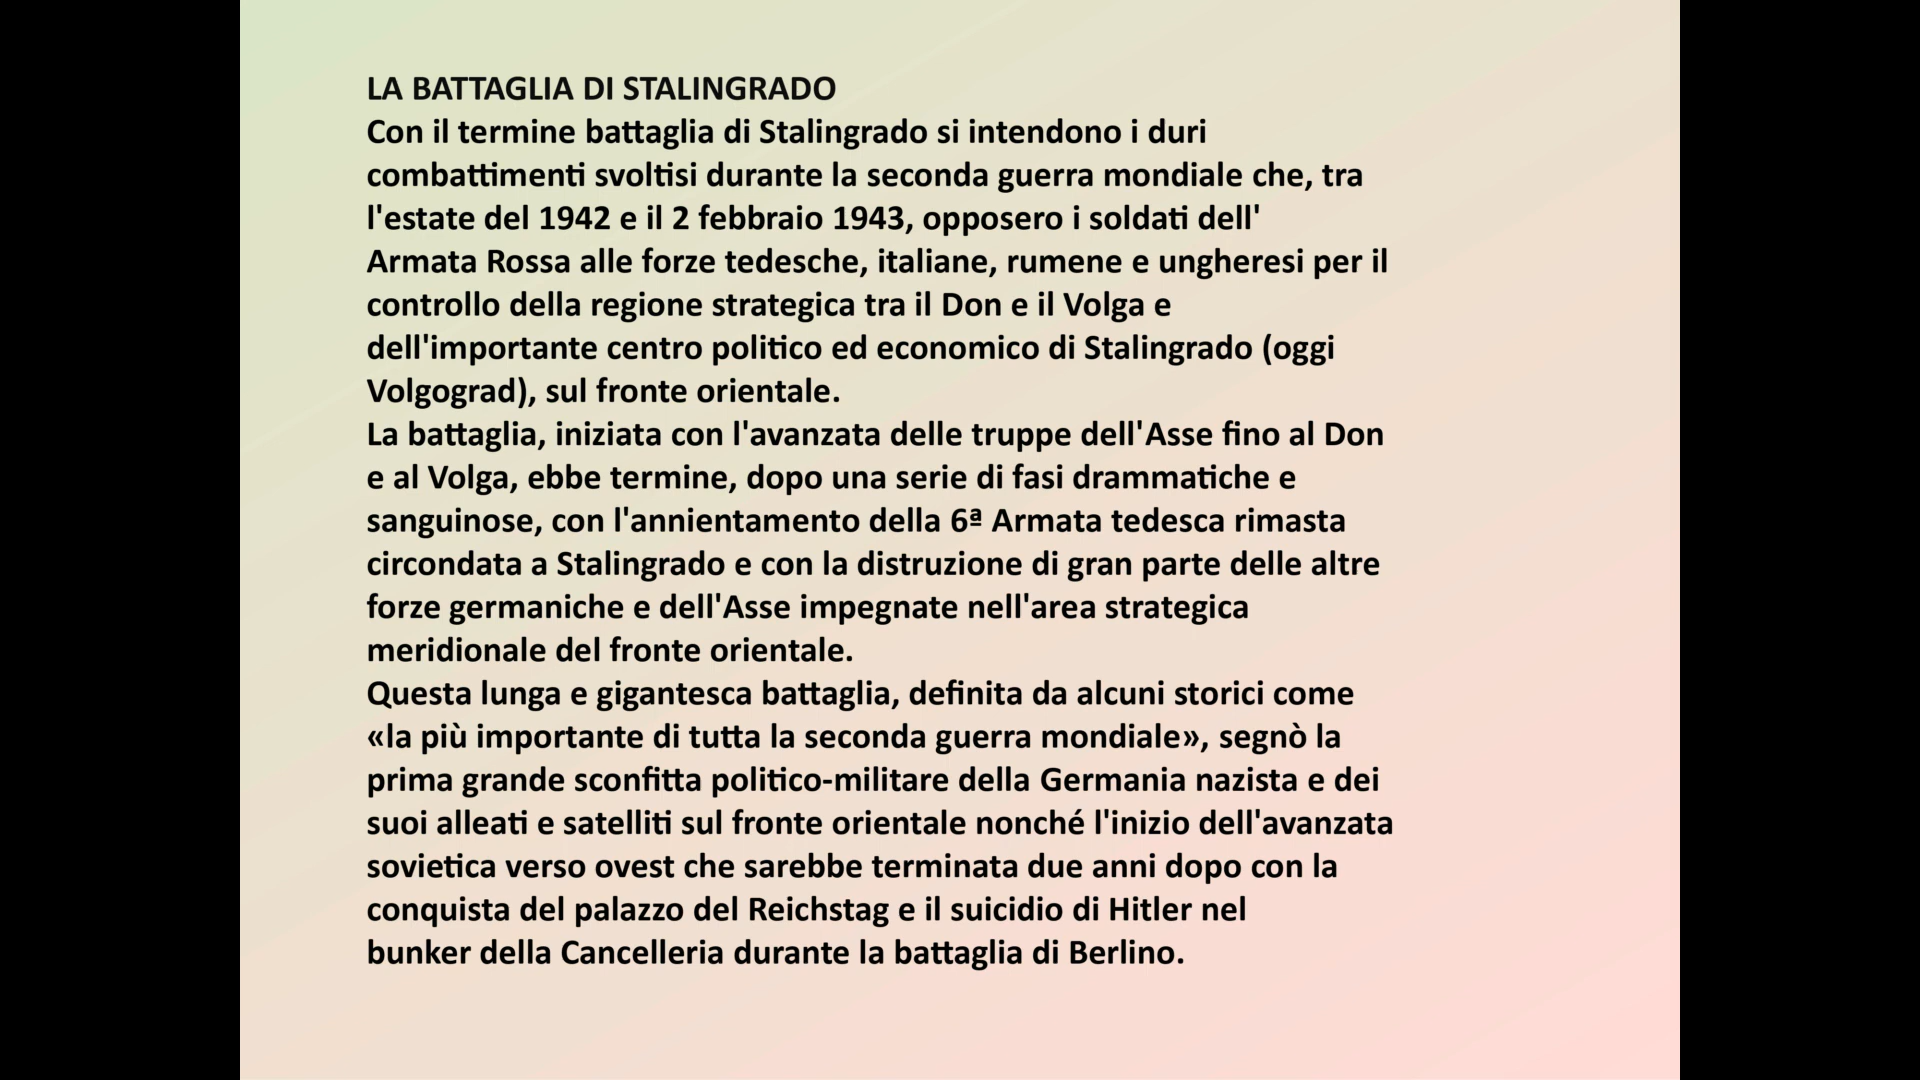 LA BATTAGLIA DI STALINGRADO
Con il termine battaglia di Stalingrado si intendono i duri
combattimenti svoltisi durante la seconda guerra mondiale che, tra
l'estate del 1942 e il 2 febbraio 1943, opposero i soldati dell'
Armata Rossa alle forze tedesche, italiane, rumene e ungheresi per il
controllo della regione strategica tra il Don e il Volga e
dell'importante centro politico ed economico di Stalingrado (oggi
Volgograd), sul fronte orientale.
La battaglia, iniziata con l'avanzata delle truppe dell'Asse fino al Don
e al Volga, ebbe termine, dopo una serie di fasi drammatiche e
sanguinose, con l'annientamento della 6ª Armata tedesca rimasta
circondata a Stalingrado e con la distruzione di gran parte delle altre
forze germaniche e dell'Asse impegnate nell'area strategica
meridionale del fronte orientale.
Questa lunga e gigantesca battaglia, definita da alcuni storici come
«la più importante di tutta la seconda guerra mondiale», segnò la
prima grande sconfitta politico-militare della Germania nazista e dei
suoi alleati e satelliti sul fronte orientale nonché l'inizio dell'avanzata
sovietica verso ovest che sarebbe terminata due anni dopo con la
conquista del palazzo del Reichstag e il suicidio di Hitler nel
bunker della Cancelleria durante la battaglia di Berlino.